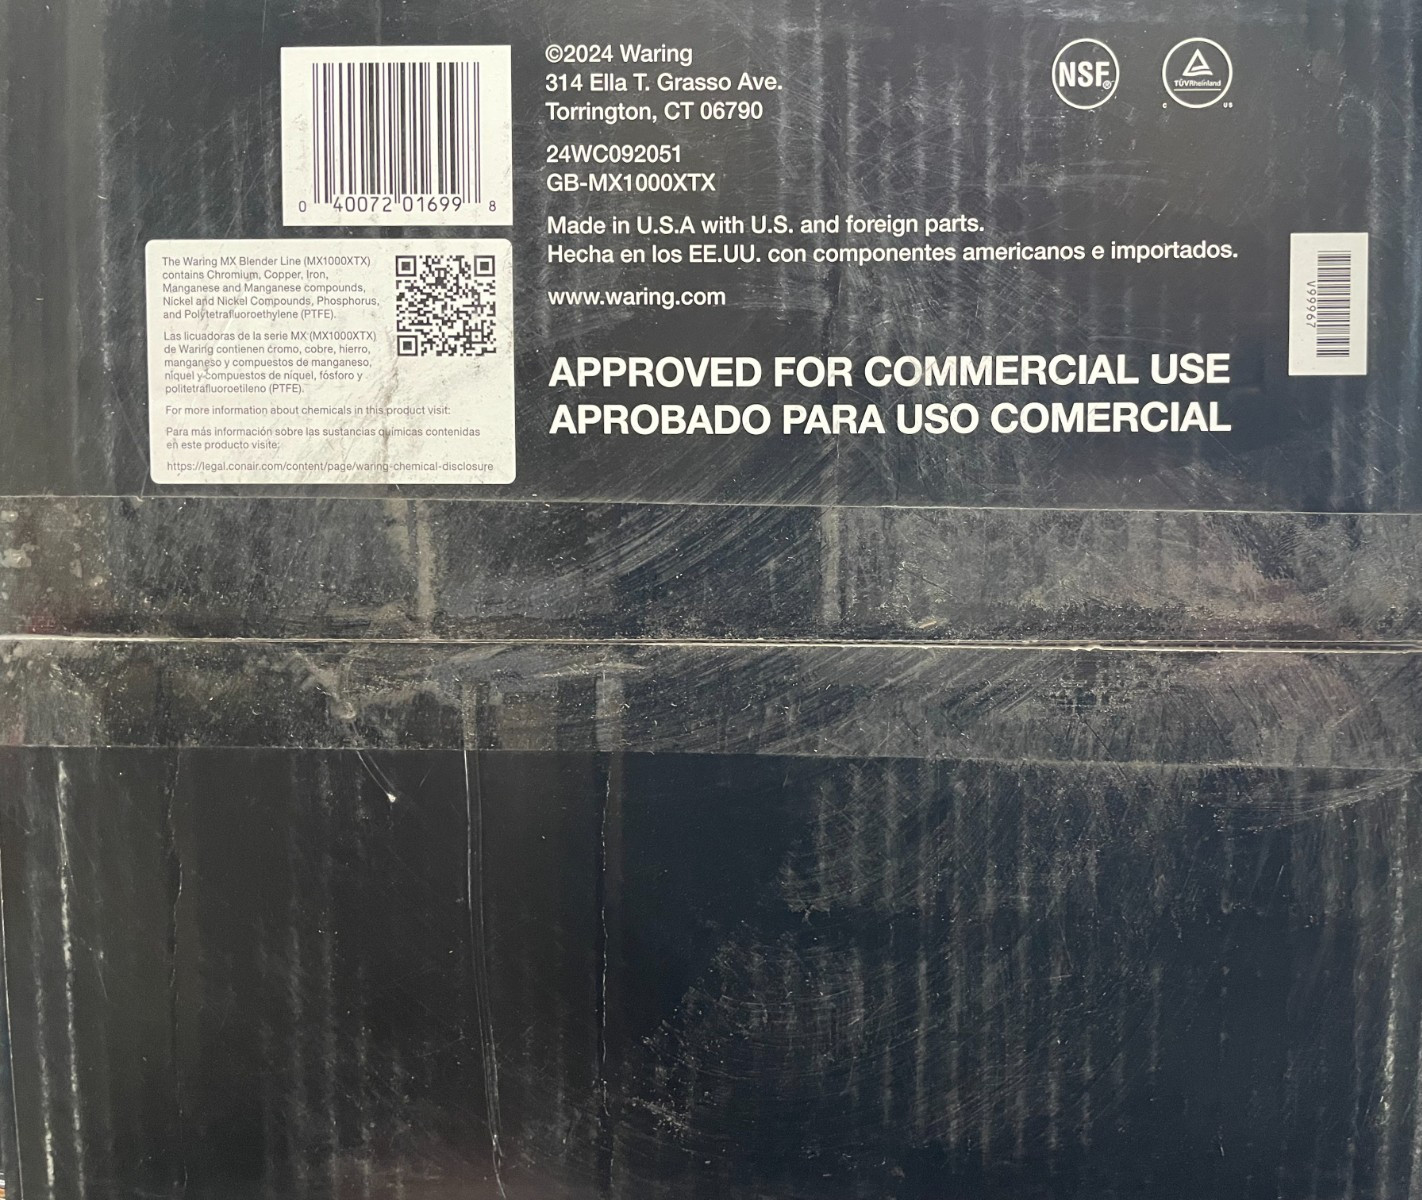 0 40072 01699 8
©2024 Waring
314 Ella T. Grasso Ave.
Torrington, CT 06790
24WC092051
GB-MX1000XTX
Made in U.S.A with U.S. and foreign parts.
Hecha en los EE.UU. con componentes americanos e importados.
www.waring.com
APPROVED FOR COMMERCIAL USE
APROBADO PARA USO COMERCIAL
NSF®
TÜVRheinland
C US
V99967
The Waring MX Blender Line (MX1000XTX)
contains Chromium, Copper, Iron,
Manganese and Manganese compounds,
Nickel and Nickel Compounds, Phosphorus,
and Polytetrafluoroethylene (PTFE).
Las licuadoras de la serie MX (MX1000XTX)
de Waring contienen cromo, cobre, hierro,
manganeso y compuestos de manganeso,
níquel y compuestos de níquel, fósforo y
politetrafluoroetileno (PTFE).
For more information about chemicals in this product visit:
Para más información sobre las sustancias químicas contenidas
en este producto visite:
https://legal.conair.com/content/page/waring-chemical-disclosure